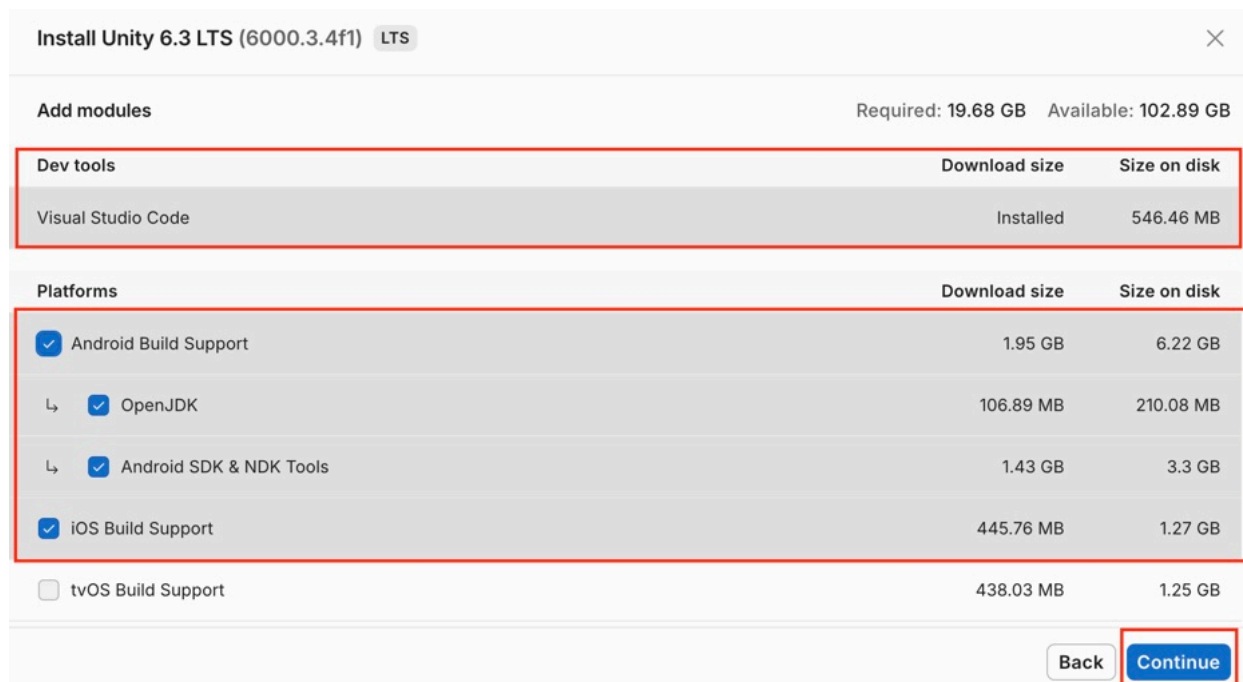 Install Unity 6.3 LTS (6000.3.4f1) LTS
Add modules Required: 19.68 GB Available: 102.89 GB
Dev tools Download size Size on disk
Visual Studio Code Installed 546.46 MB
Platforms Download size Size on disk
Android Build Support 1.95 GB 6.22 GB
OpenJDK 106.89 MB 210.08 MB
Android SDK & NDK Tools 1.43 GB 3.3 GB
iOS Build Support 445.76 MB 1.27 GB
tvOS Build Support 438.03 MB 1.25 GB
Back Continue